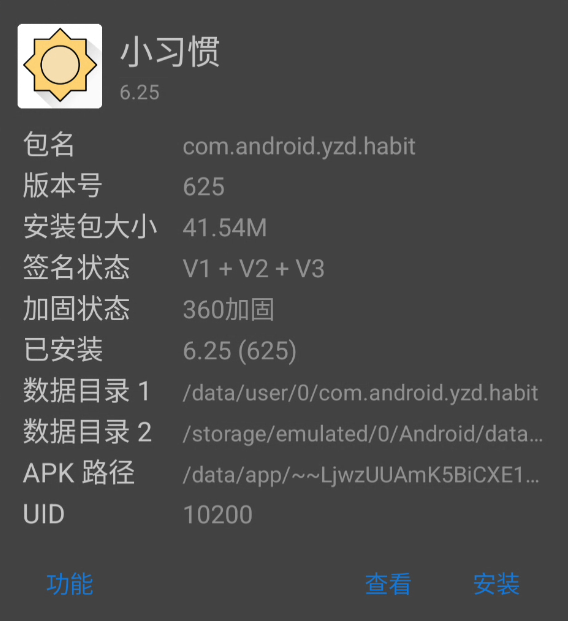 小习惯
6.25
包名 com.android.yzd.habit
版本号 625
安装包大小 41.54M
签名状态 V1 + V2 + V3
加固状态 360加固
已安装 6.25 (625)
数据目录 1 /data/user/0/com.android.yzd.habit
数据目录 2 /storage/emulated/0/Android/data...
APK 路径 /data/app/~~LjwzUUAmK5BiCXE1...
UID 10200
功能 查看 安装